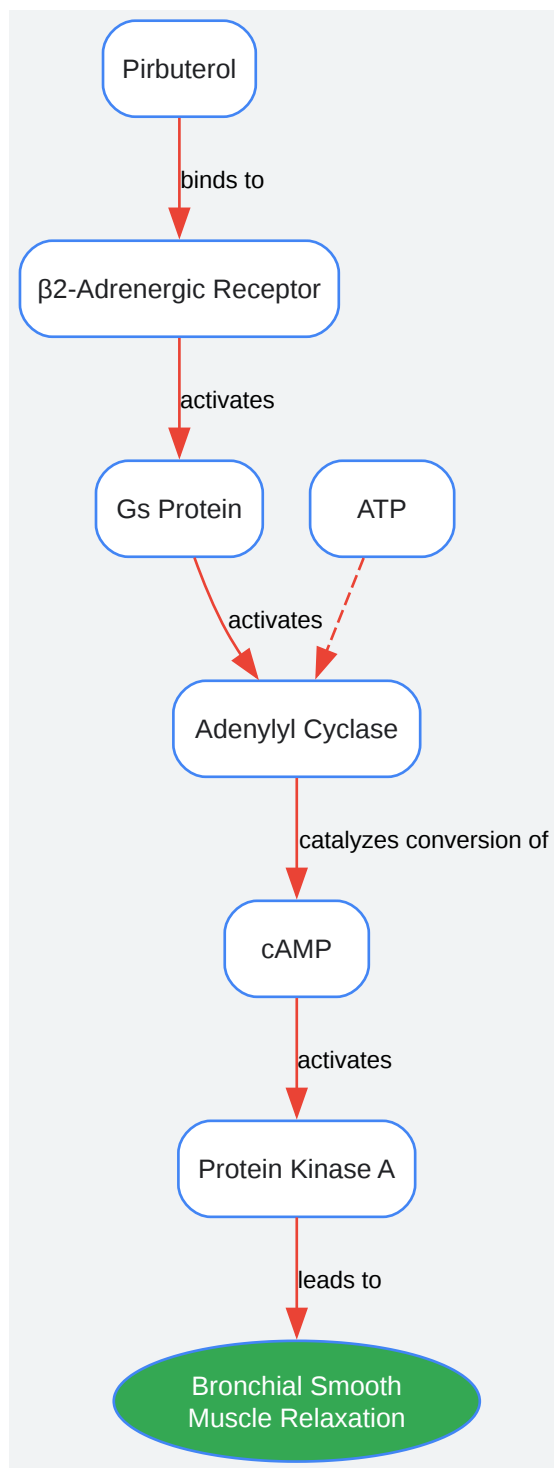 Pirbuterol
binds to
β2-Adrenergic Receptor
activates
Gs Protein
ATP
activates
Adenylyl Cyclase
catalyzes conversion of
cAMP
activates
Protein Kinase A
leads to
Bronchial Smooth
Muscle Relaxation